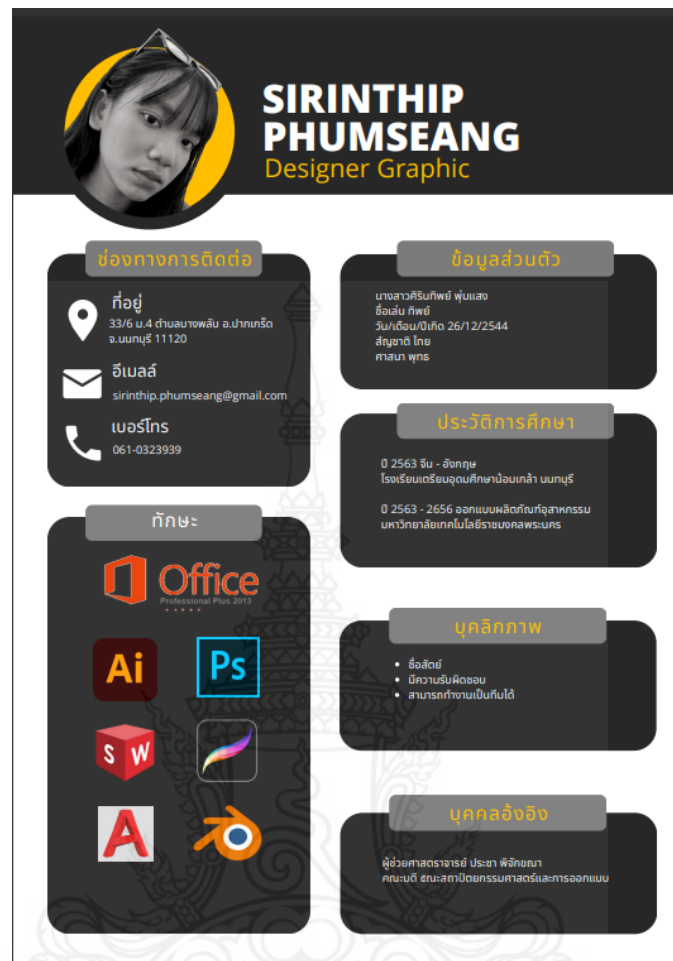 SIRINTHIP
PHUMSEANG
Designer Graphic
ช่องทางการติดต่อ
ที่อยู่
33/6 ม.4 ตำบลบางพลับ อ.ปากเกร็ด
จ.นนทบุรี 11120
อีเมลล์
sirinthip.phumseang@gmail.com
เบอร์โทร
061-0323939
ทักษะ
Office
Professional Plus 2013
Ai
Ps
S W
A
ข้อมูลส่วนตัว
นางสาวศิรินทิพย์ พุ่มแสง
ชื่อเล่น ทิพย์
วัน/เดือน/ปีเกิด 26/12/2544
สัญชาติ ไทย
ศาสนา พุทธ
ประวัติการศึกษา
ปี 2563 จีน - อังกฤษ
โรงเรียนเตรียมอุดมศึกษาน้อมเกล้า นนทบุรี
ปี 2563 - 2656 ออกแบบผลิตภัณฑ์อุสาหกรรม
มหาวิทยาลัยเทคโนโลยีราชมงคลพระนคร
บุคลิกภาพ
• ซื่อสัตย์
• มีความรับผิดชอบ
• สามารถทำงานเป็นทีมได้
บุคคลอ้งอิง
ผู้ช่วยศาสตราจารย์ ประชา พิจักขณา
คณะบดี คณะสถาปัตยกรรมศาสตร์และการออกแบบ